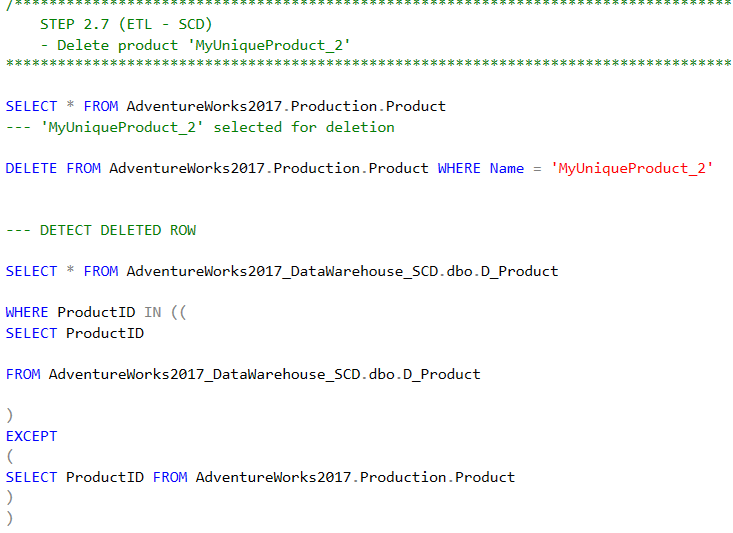 /************************************************************************************
STEP 2.7 (ETL - SCD)
- Delete product 'MyUniqueProduct_2'
************************************************************************************
SELECT * FROM AdventureWorks2017.Production.Product
--- 'MyUniqueProduct_2' selected for deletion
DELETE FROM AdventureWorks2017.Production.Product WHERE Name = 'MyUniqueProduct_2'
--- DETECT DELETED ROW
SELECT * FROM AdventureWorks2017_DataWarehouse_SCD.dbo.D_Product
WHERE ProductID IN ((
SELECT ProductID
FROM AdventureWorks2017_DataWarehouse_SCD.dbo.D_Product
)
EXCEPT
(
SELECT ProductID FROM AdventureWorks2017.Production.Product
)
)